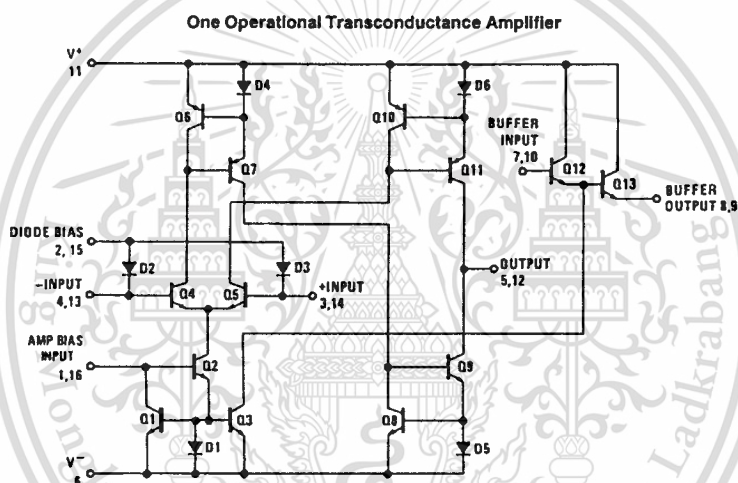 One Operational Transconductance Amplifier
V+
11
D4
D6
Q6
Q10
BUFFER
INPUT
7,10
Q7
Q11
Q12
Q13
BUFFER
OUTPUT 8,9
DIODE BIAS
2, 15
D2
D3
-INPUT
4,13
Q4
Q5
+INPUT
3,14
OUTPUT
5,12
AMP BIAS
INPUT
1,16
Q2
Q9
Q1
Q3
Q8
D1
D5
V-
6
Ladkrabang